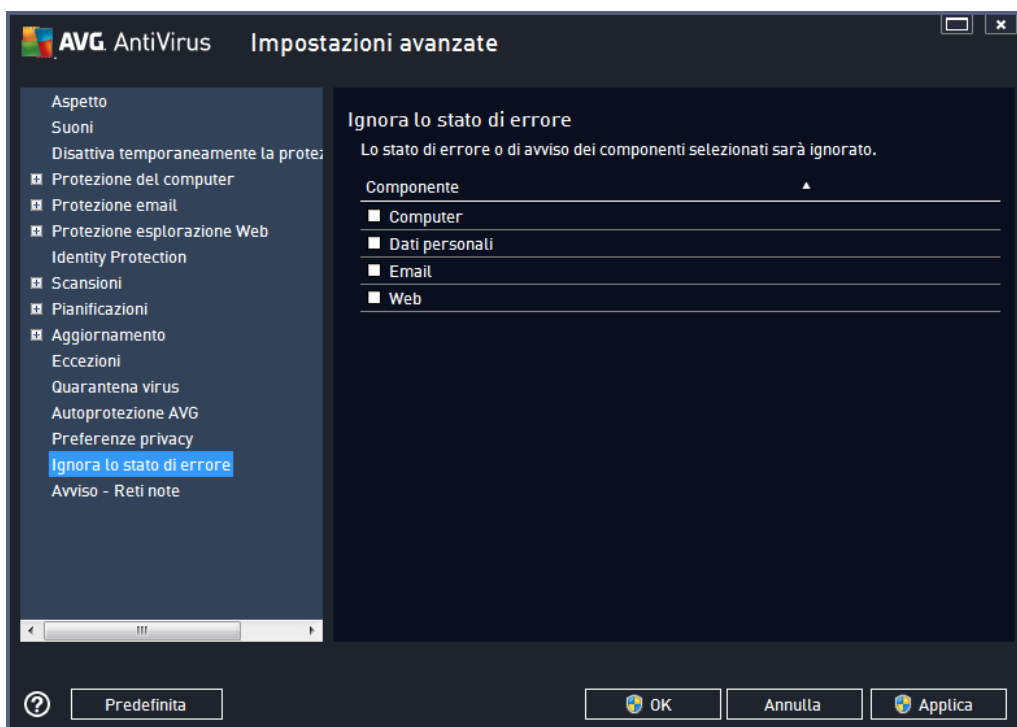 AVG. AntiVirus Impostazioni avanzate
Aspetto
Suoni
Disattiva temporaneamente la protez
Protezione del computer
Protezione email
Protezione esplorazione Web
Identity Protection
Scansioni
Pianificazioni
Aggiornamento
Eccezioni
Quarantena virus
Autoprotezione AVG
Preferenze privacy
Ignora lo stato di errore
Avviso - Reti note
Ignora lo stato di errore
Lo stato di errore o di avviso dei componenti selezionati sarà ignorato.
Componente
Computer
Dati personali
Email
Web
? Predefinita OK Annulla Applica